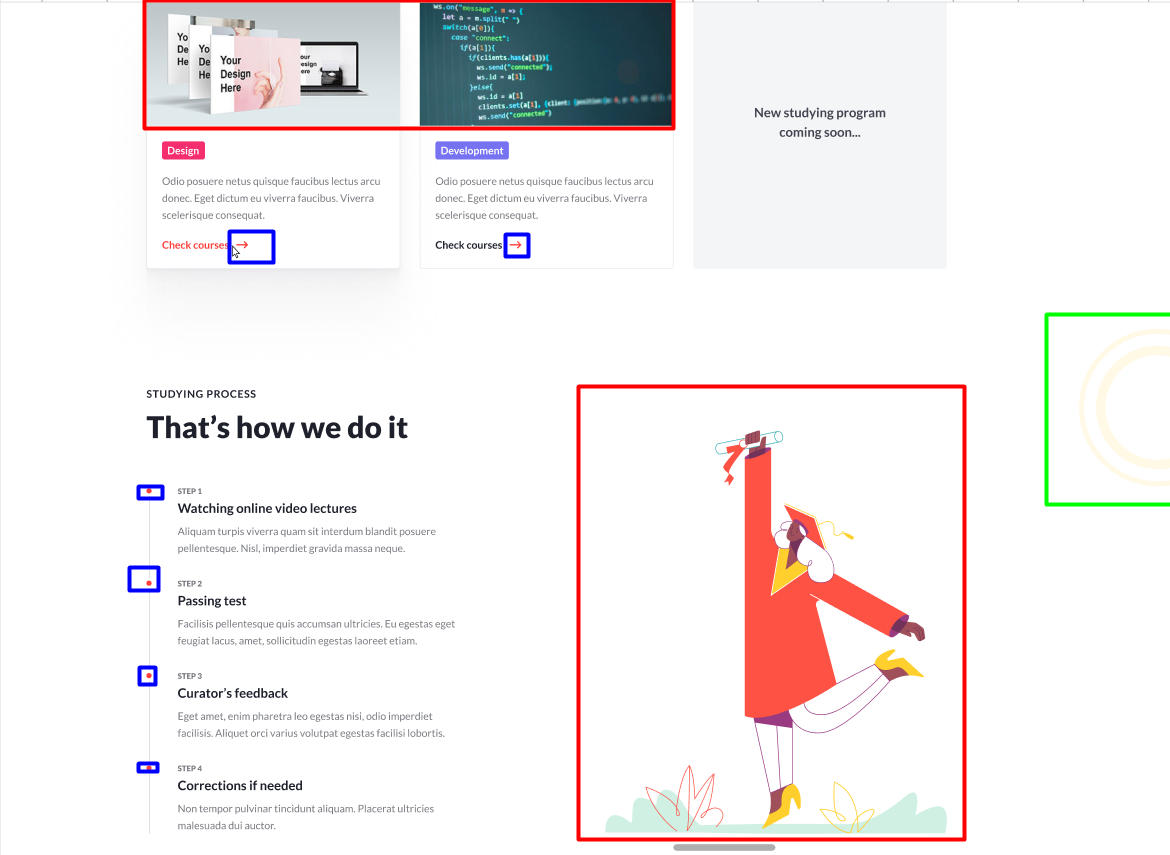 Yo
De
He
Yo
De
He
Your
Design
Here
our
esign
ere
ws.on("message", m => {
let a = m.split(" ")
switch(a[0]){
case "connect":
if(a[1]){
if(clients.has(a[1])){
ws.send("connected");
ws.id = a[1];
}else{
ws.id = a[1]
clients.set(a[1], {client:
ws.send("connected")
New studying program
coming soon...
Design
Odio posuere netus quisque faucibus lectus arcu
donec. Eget dictum eu viverra faucibus. Viverra
scelerisque consequat.
Check courses →
Development
Odio posuere netus quisque faucibus lectus arcu
donec. Eget dictum eu viverra faucibus. Viverra
scelerisque consequat.
Check courses →
STUDYING PROCESS
That’s how we do it
STEP 1
Watching online video lectures
Aliquam turpis viverra quam sit interdum blandit posuere
pellentesque. Nisl, imperdiet gravida massa neque.
STEP 2
Passing test
Facilisis pellentesque quis accumsan ultricies. Eu egestas eget
feugiat lacus, amet, sollicitudin egestas laoreet etiam.
STEP 3
Curator’s feedback
Eget amet, enim pharetra leo egestas nisi, odio imperdiet
facilisis. Aliquet orci varius volutpat egestas facilisi lobortis.
STEP 4
Corrections if needed
Non tempor pulvinar tincidunt aliquam. Placerat ultricies
malesuada dui auctor.